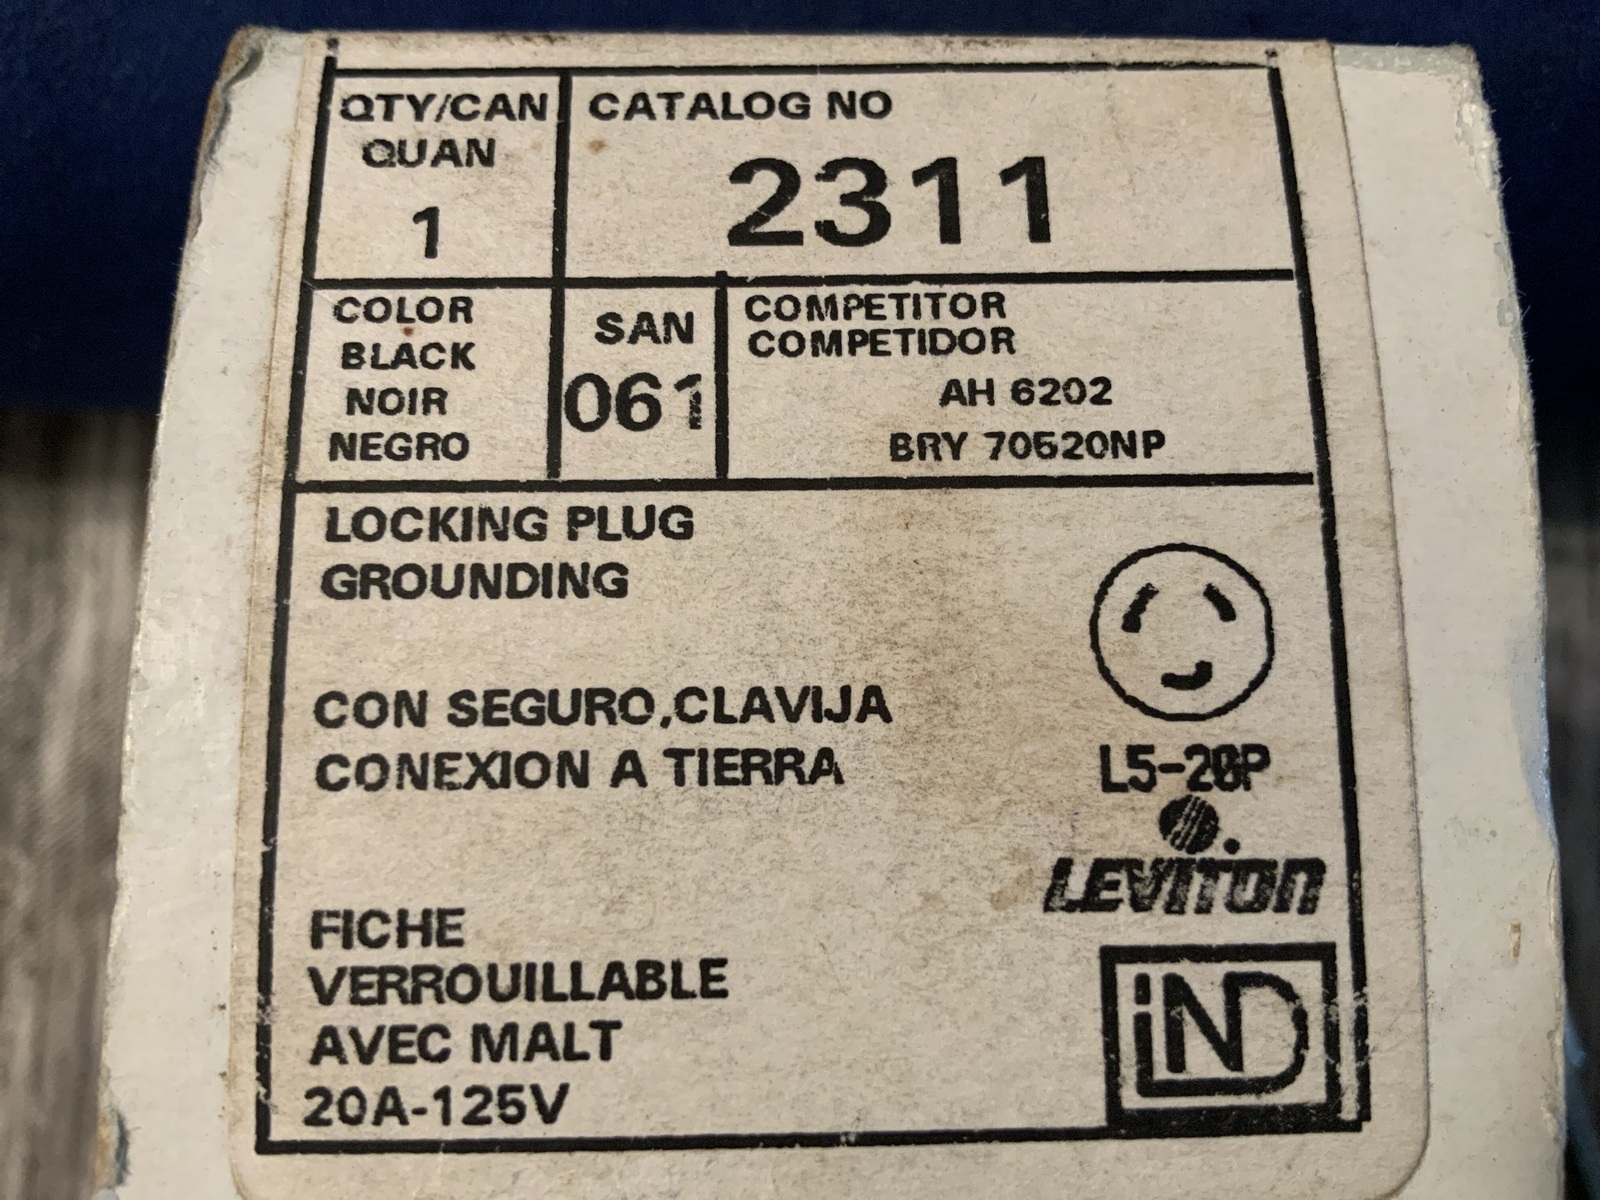 QTY/CAN
QUAN
1
CATALOG NO
2311
COLOR
BLACK
NOIR
NEGRO
SAN
061
COMPETITOR
COMPETIDOR
AH 6202
BRY 70520NP
LOCKING PLUG
GROUNDING
CON SEGURO,CLAVIJA
CONEXION A TIERRA
L5-20P
LEVITON
FICHE
VERROUILLABLE
AVEC MALT
20A-125V
iND